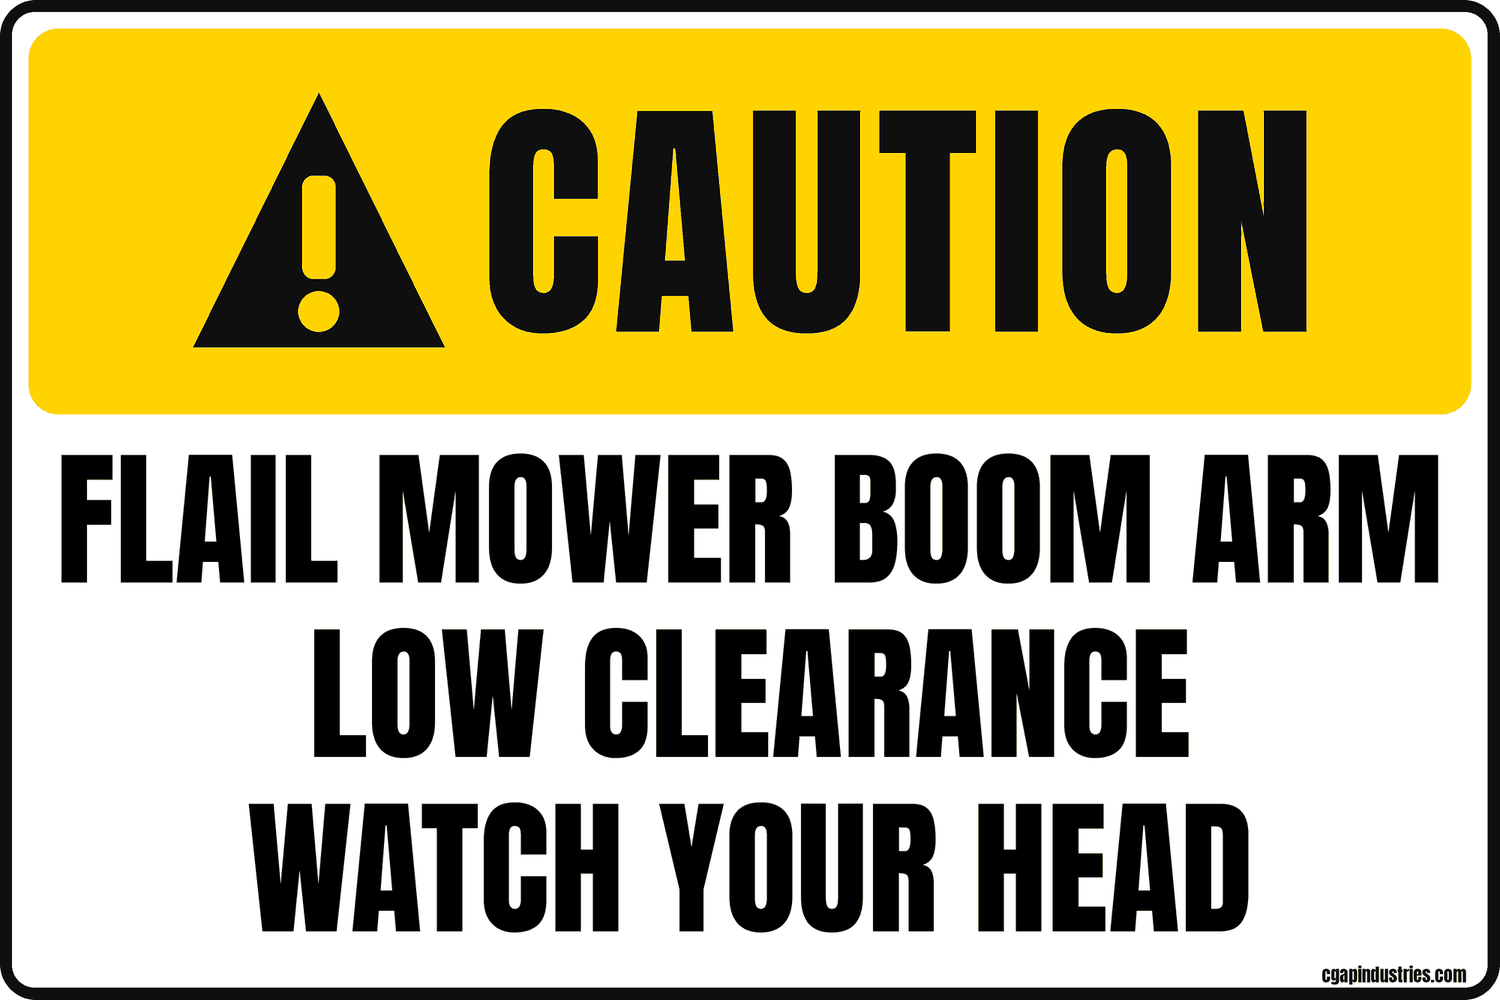 CAUTION
FLAIL MOWER BOOM ARM
LOW CLEARANCE
WATCH YOUR HEAD
cgapindustries.com